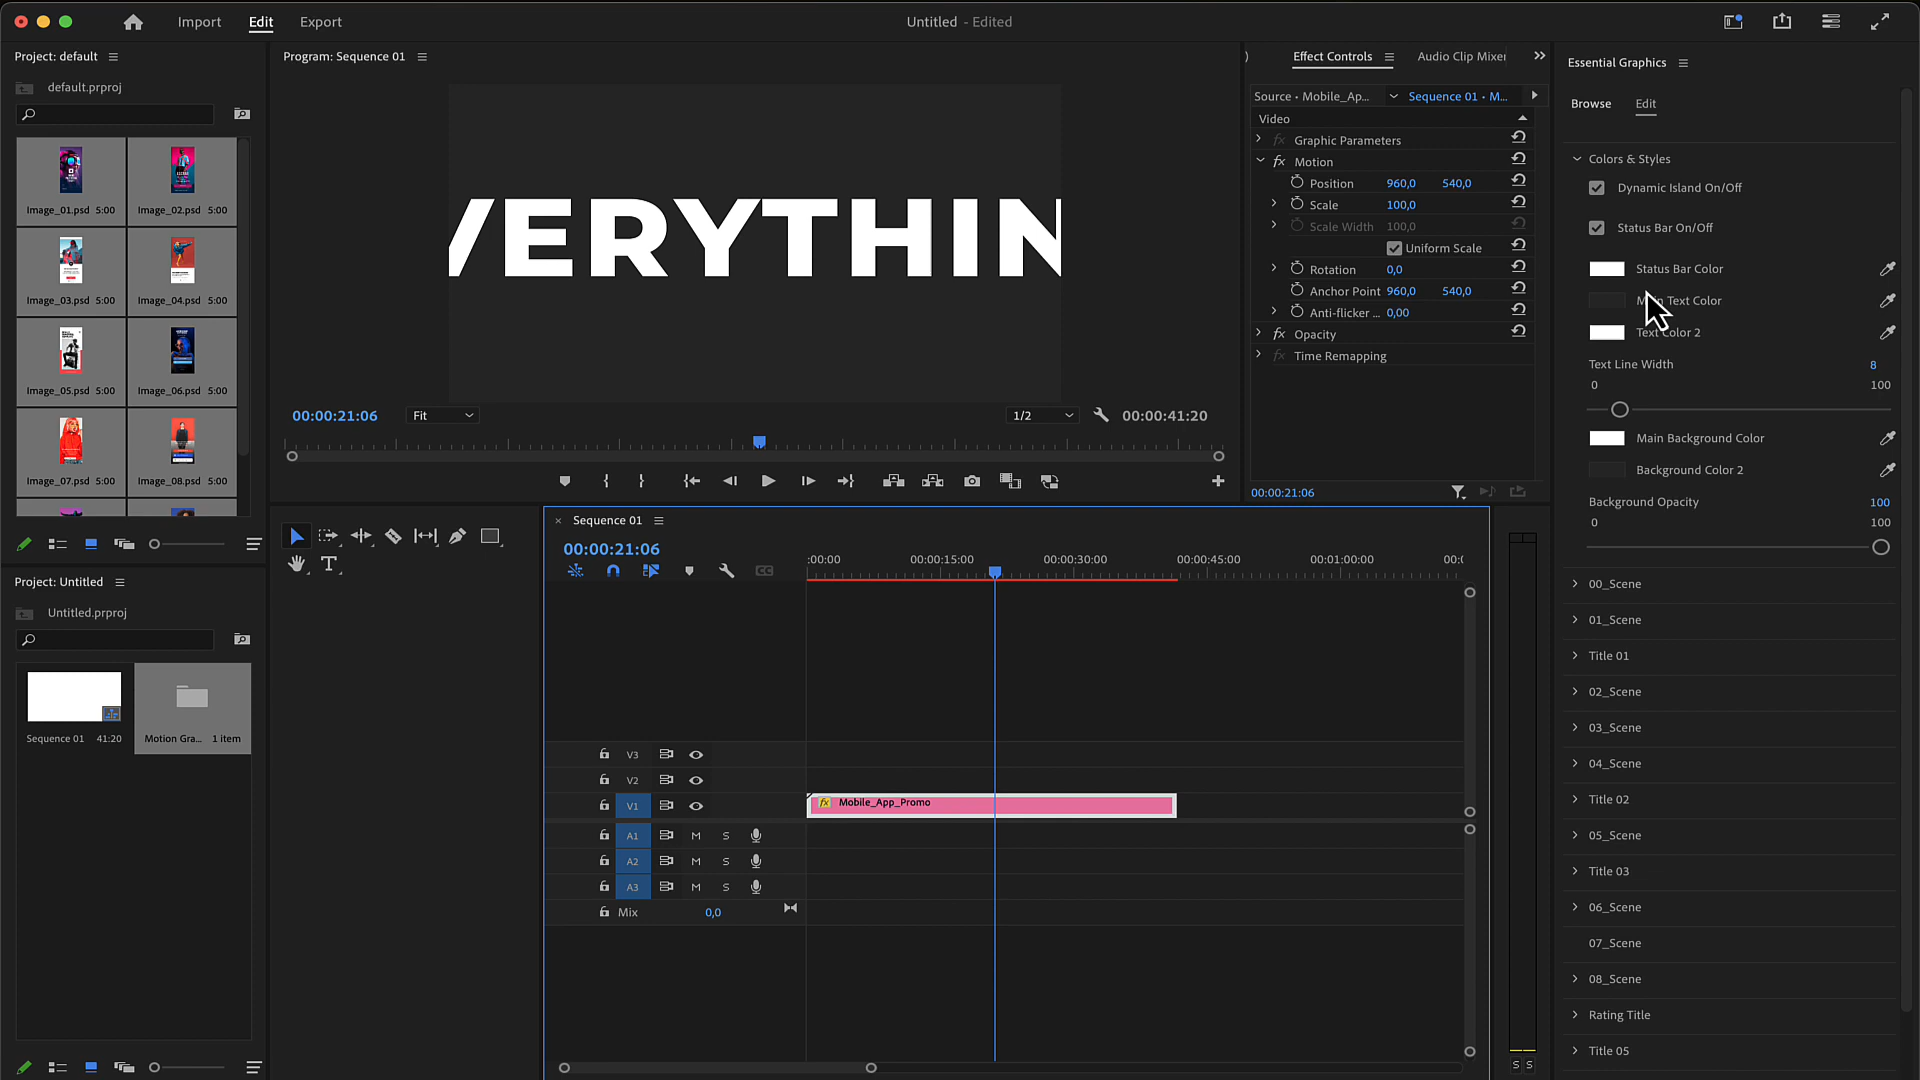 Import
Edit
Export
Untitled - Edited
Project: default
default.prproj
Image_01.psd 5:00
Image_02.psd 5:00
Image_03.psd 5:00
Image_04.psd 5:00
Image_05.psd 5:00
Image_06.psd 5:00
Image_07.psd 5:00
Image_08.psd 5:00
Program: Sequence 01
VERYTHIN
00:00:21:06
Fit
1/2
00:00:41:20
Effect Controls
Audio Clip Mixer
Source • Mobile_Ap...
Sequence 01 • M...
Video
fx Graphic Parameters
fx Motion
Position 960,0 540,0
Scale 100,0
Scale Width 100,0
Uniform Scale
Rotation 0,0
Anchor Point 960,0 540,0
Anti-flicker ... 0,00
fx Opacity
fx Time Remapping
00:00:21:06
Essential Graphics
Browse
Edit
Colors & Styles
Dynamic Island On/Off
Status Bar On/Off
Status Bar Color
Text Color
Text Color 2
Text Line Width 8
0 100
Main Background Color
Background Color 2
Background Opacity 100
0 100
00_Scene
01_Scene
Title 01
02_Scene
03_Scene
04_Scene
Title 02
05_Scene
Title 03
06_Scene
07_Scene
08_Scene
Rating Title
Title 05
Project: Untitled
Untitled.prproj
Sequence 01 41:20
Motion Gra... 1 item
T
Sequence 01
00:00:21:06
CC
:00:00
00:00:15:00
00:00:30:00
00:00:45:00
00:01:00:00
00:
V3
V2
V1
fx Mobile_App_Promo
A1 M S
A2 M S
A3 M S
Mix 0,0
S S